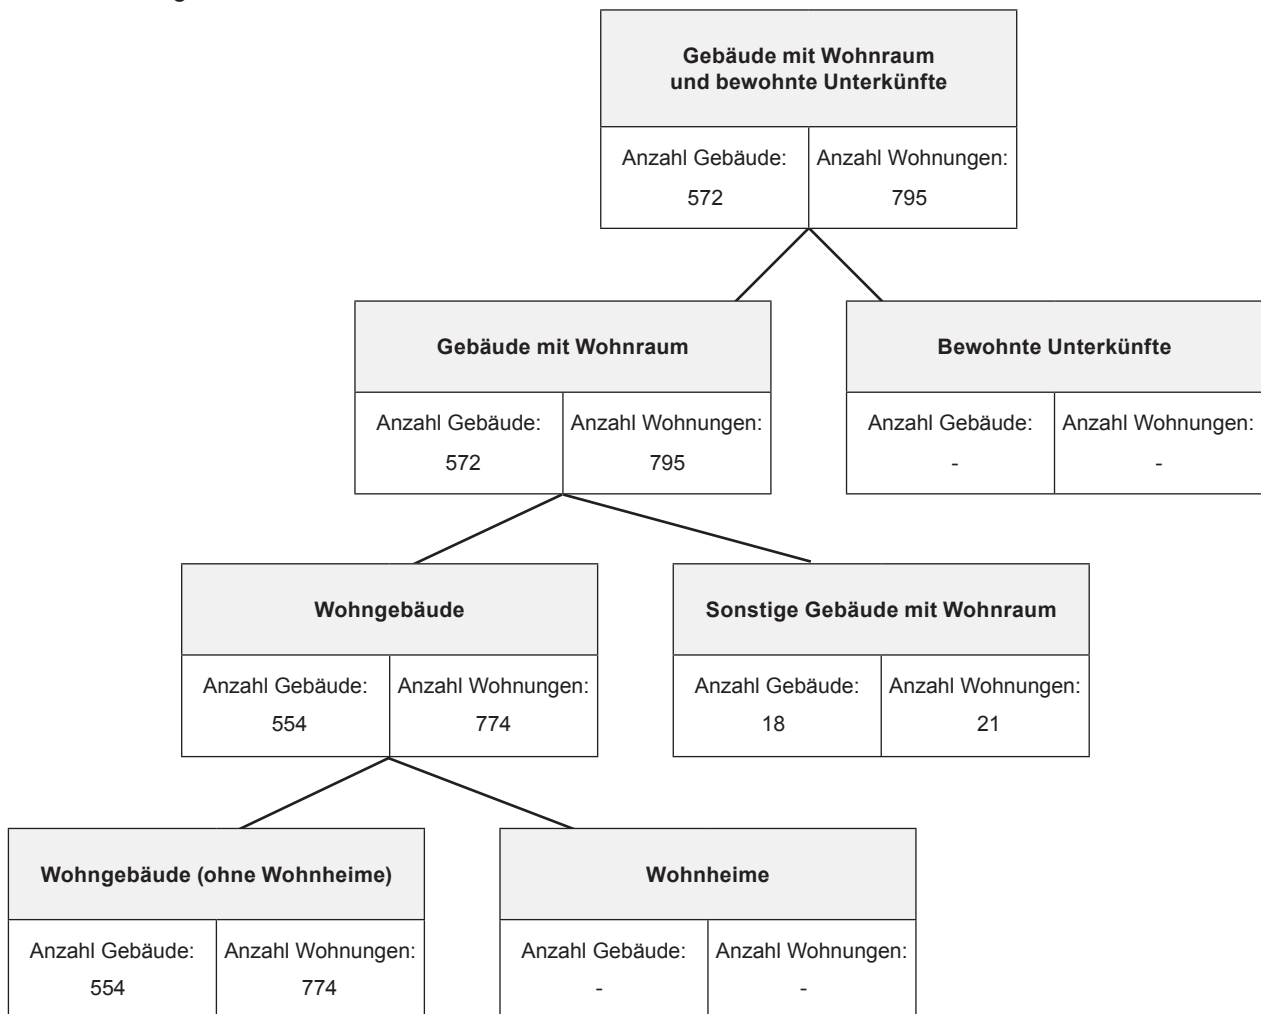 Gebäude mit Wohnraum
und bewohnte Unterkünfte
Anzahl Gebäude: Anzahl Wohnungen:
572 795
Gebäude mit Wohnraum
Bewohnte Unterkünfte
Anzahl Gebäude: Anzahl Wohnungen:
572 795
Anzahl Gebäude: Anzahl Wohnungen:
- -
Wohngebäude
Sonstige Gebäude mit Wohnraum
Anzahl Gebäude: Anzahl Wohnungen:
554 774
Anzahl Gebäude: Anzahl Wohnungen:
18 21
Wohngebäude (ohne Wohnheime)
Wohnheime
Anzahl Gebäude: Anzahl Wohnungen:
554 774
Anzahl Gebäude: Anzahl Wohnungen:
- -